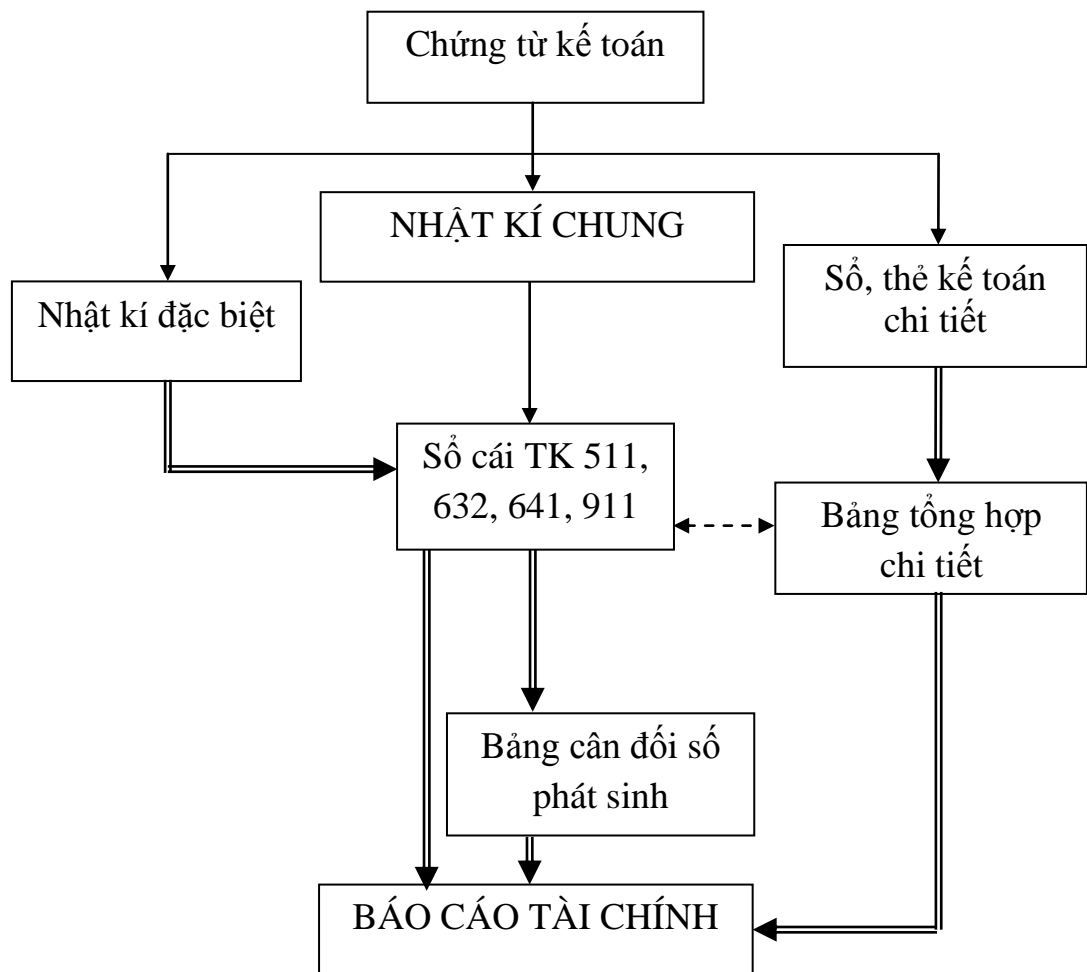 Chứng từ kế toán
NHẬT KÍ CHUNG
Nhật kí đặc biệt
Sổ, thẻ kế toán
chi tiết
Sổ cái TK 511,
632, 641, 911
Bảng tổng hợp
chi tiết
Bảng cân đối số
phát sinh
BÁO CÁO TÀI CHÍNH